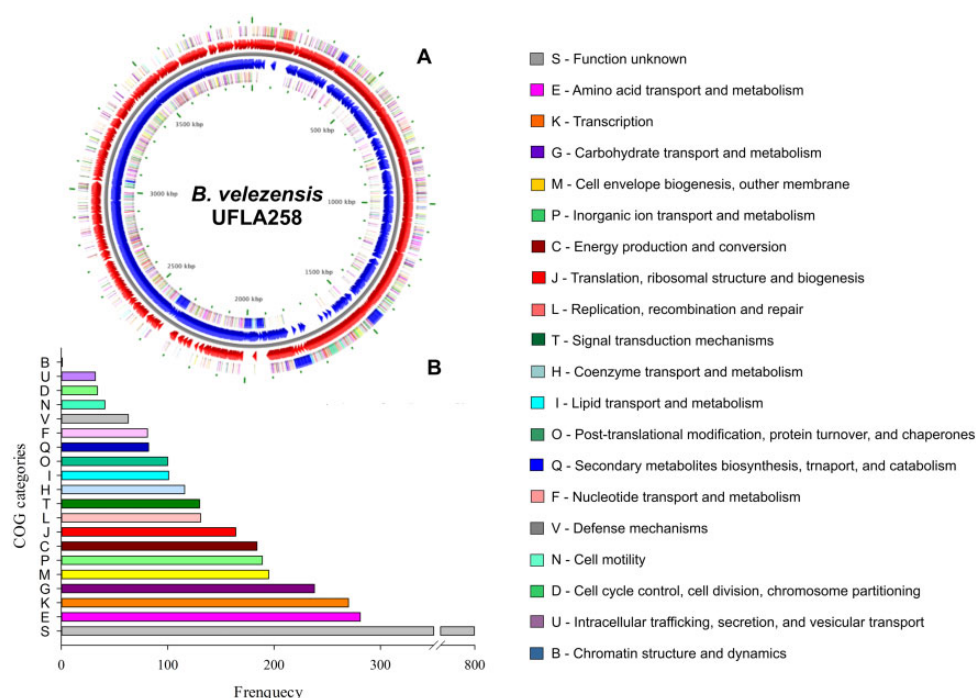 A
3500 kbp
500 kbp
B. velezensis
UFLA258
3000 kbp
1000 kbp
2500 kbp
1500 kbp
2000 kbp
B
COG categories
B
U
D
N
V
F
Q
O
I
H
T
L
J
C
P
M
G
K
E
S
0
100
200
300
800
Frenquecy
S - Function unknown
E - Amino acid transport and metabolism
K - Transcription
G - Carbohydrate transport and metabolism
M - Cell envelope biogenesis, outher membrane
P - Inorganic ion transport and metabolism
C - Energy production and conversion
J - Translation, ribosomal structure and biogenesis
L - Replication, recombination and repair
T - Signal transduction mechanisms
H - Coenzyme transport and metabolism
I - Lipid transport and metabolism
O - Post-translational modification, protein turnover, and chaperones
Q - Secondary metabolites biosynthesis, trnaport, and catabolism
F - Nucleotide transport and metabolism
V - Defense mechanisms
N - Cell motility
D - Cell cycle control, cell division, chromosome partitioning
U - Intracellular trafficking, secretion, and vesicular transport
B - Chromatin structure and dynamics